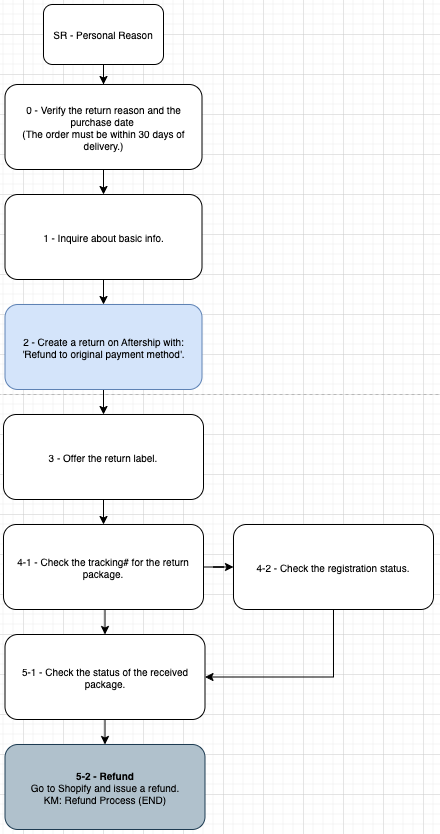 SR - Personal Reason
0 - Verify the return reason and the
purchase date
(The order must be within 30 days of
delivery.)
1 - Inquire about basic info.
2 - Create a return on Aftership with:
'Refund to original payment method'.
3 - Offer the return label.
4-1 - Check the tracking# for the return
package.
4-2 - Check the registration status.
5-1 - Check the status of the received
package.
5-2 - Refund
Go to Shopify and issue a refund.
KM: Refund Process (END)